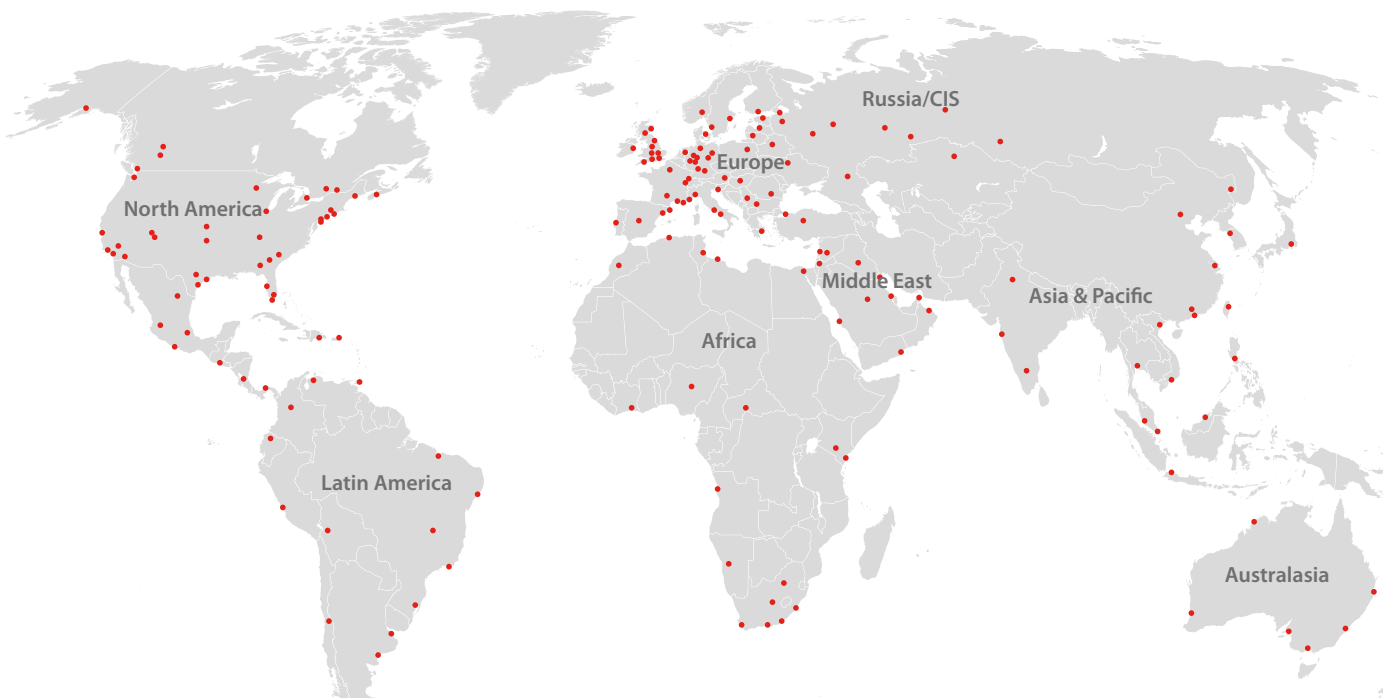 Russia/CIS
Europe
North America
Middle East
Asia & Pacific
Africa
Latin America
Australasia